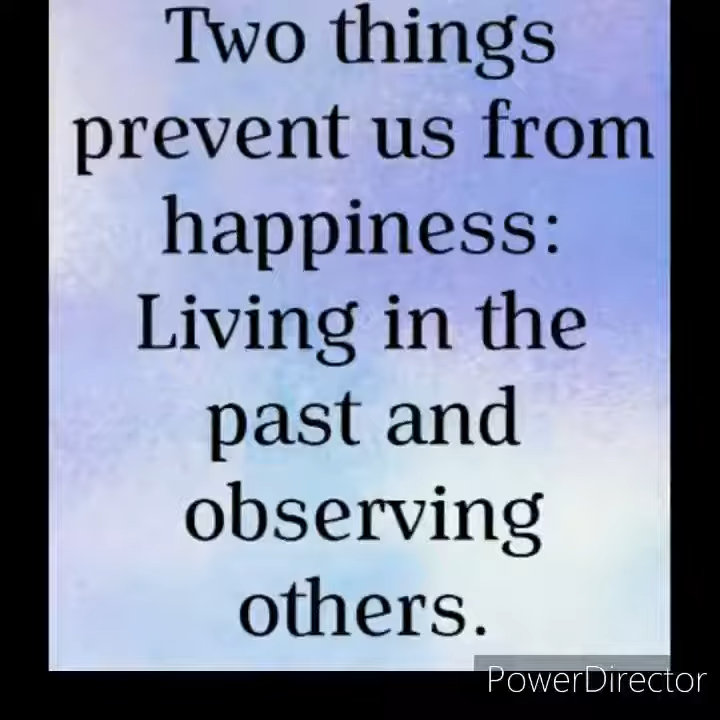 Two things
prevent us from
happiness:
Living in the
past and
observing
others.
PowerDirector